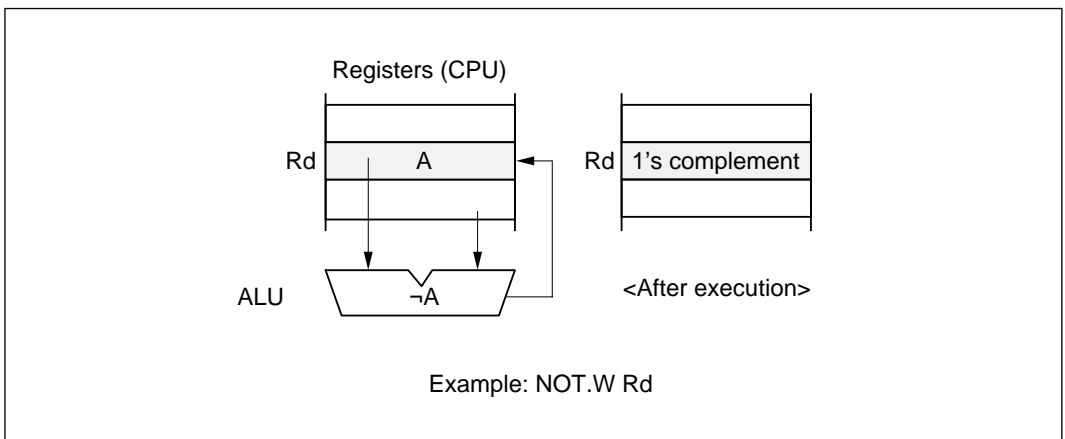 Registers (CPU)
Rd A Rd 1's complement
ALU ¬A <After execution>
Example: NOT.W Rd